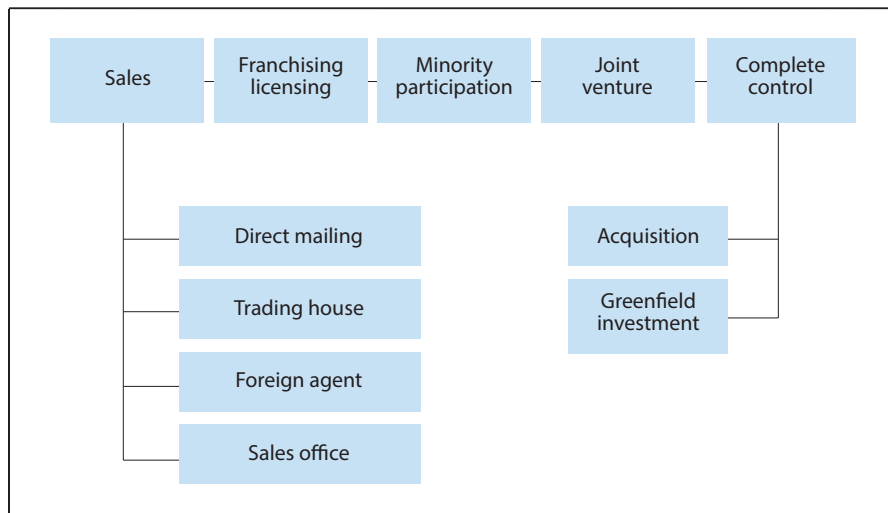 Sales
Franchising
licensing
Minority
participation
Joint
venture
Complete
control
Direct mailing
Trading house
Foreign agent
Sales office
Acquisition
Greenfield
investment